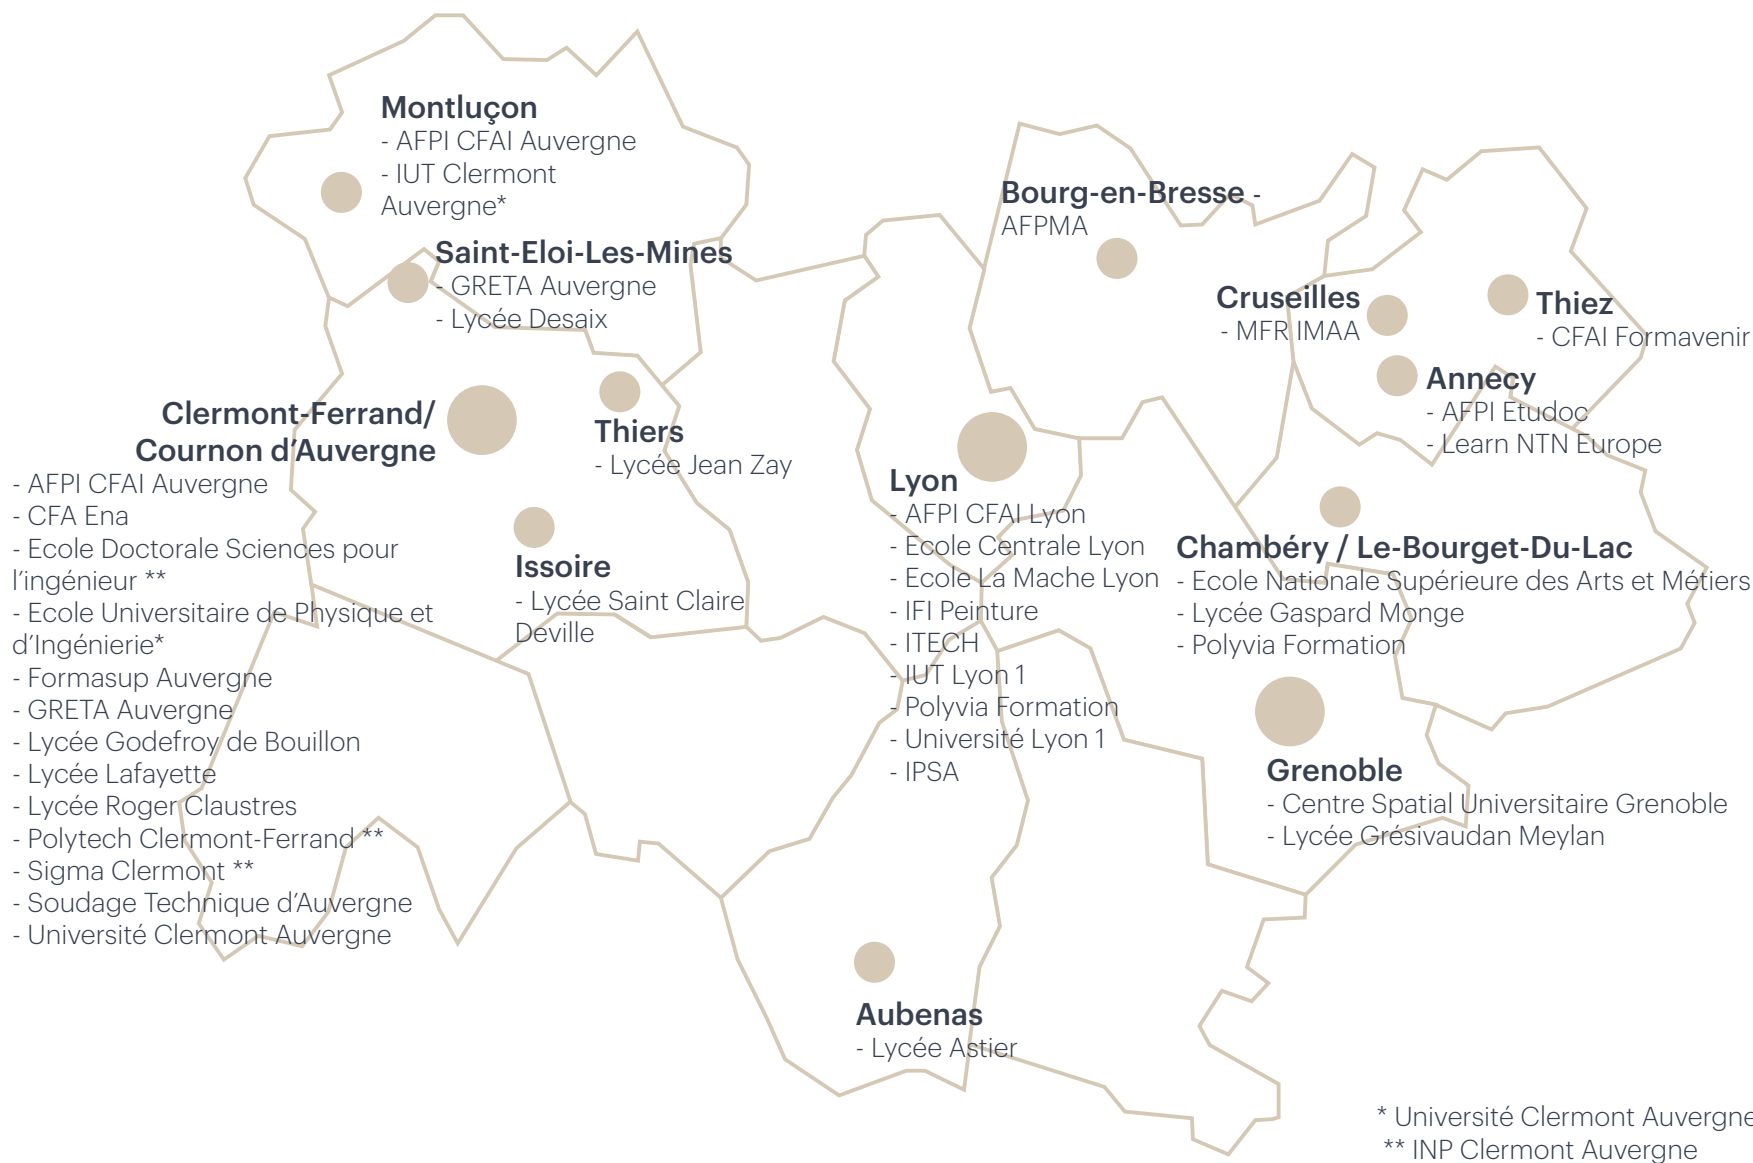 Montluçon
- AFPI CFAI Auvergne
- IUT Clermont
Auvergne*
Saint-Eloi-Les-Mines
- GRETA Auvergne
- Lycée Desaix
Clermont-Ferrand/
Cournon d'Auvergne
- AFPI CFAI Auvergne
- CFA Ena
- Ecole Doctorale Sciences pour
l'ingénieur **
- Ecole Universitaire de Physique et
d'Ingénierie*
- Formasup Auvergne
- GRETA Auvergne
- Lycée Godefroy de Bouillon
- Lycée Lafayette
- Lycée Roger Claustres
- Polytech Clermont-Ferrand **
- Sigma Clermont **
- Soudage Technique d'Auvergne
- Université Clermont Auvergne
Thiers
- Lycée Jean Zay
Issoire
- Lycée Saint Claire
Deville
Bourg-en-Bresse -
AFPMA
Lyon
- AFPI CFAI Lyon
- Ecole Centrale Lyon
- Ecole La Mache Lyon
- IFI Peinture
- ITECH
- IUT Lyon 1
- Polyvia Formation
- Université Lyon 1
- IPSA
Aubenas
- Lycée Astier
Cruseilles
- MFR IMAA
Thiez
- CFAI Formavenir
Annecy
- AFPI Etudoc
- Learn NTN Europe
Chambéry / Le-Bourget-Du-Lac
- Ecole Nationale Supérieure des Arts et Métiers
- Lycée Gaspard Monge
- Polyvia Formation
Grenoble
- Centre Spatial Universitaire Grenoble
- Lycée Grésivaudan Meylan
* Université Clermont Auvergne
** INP Clermont Auvergne